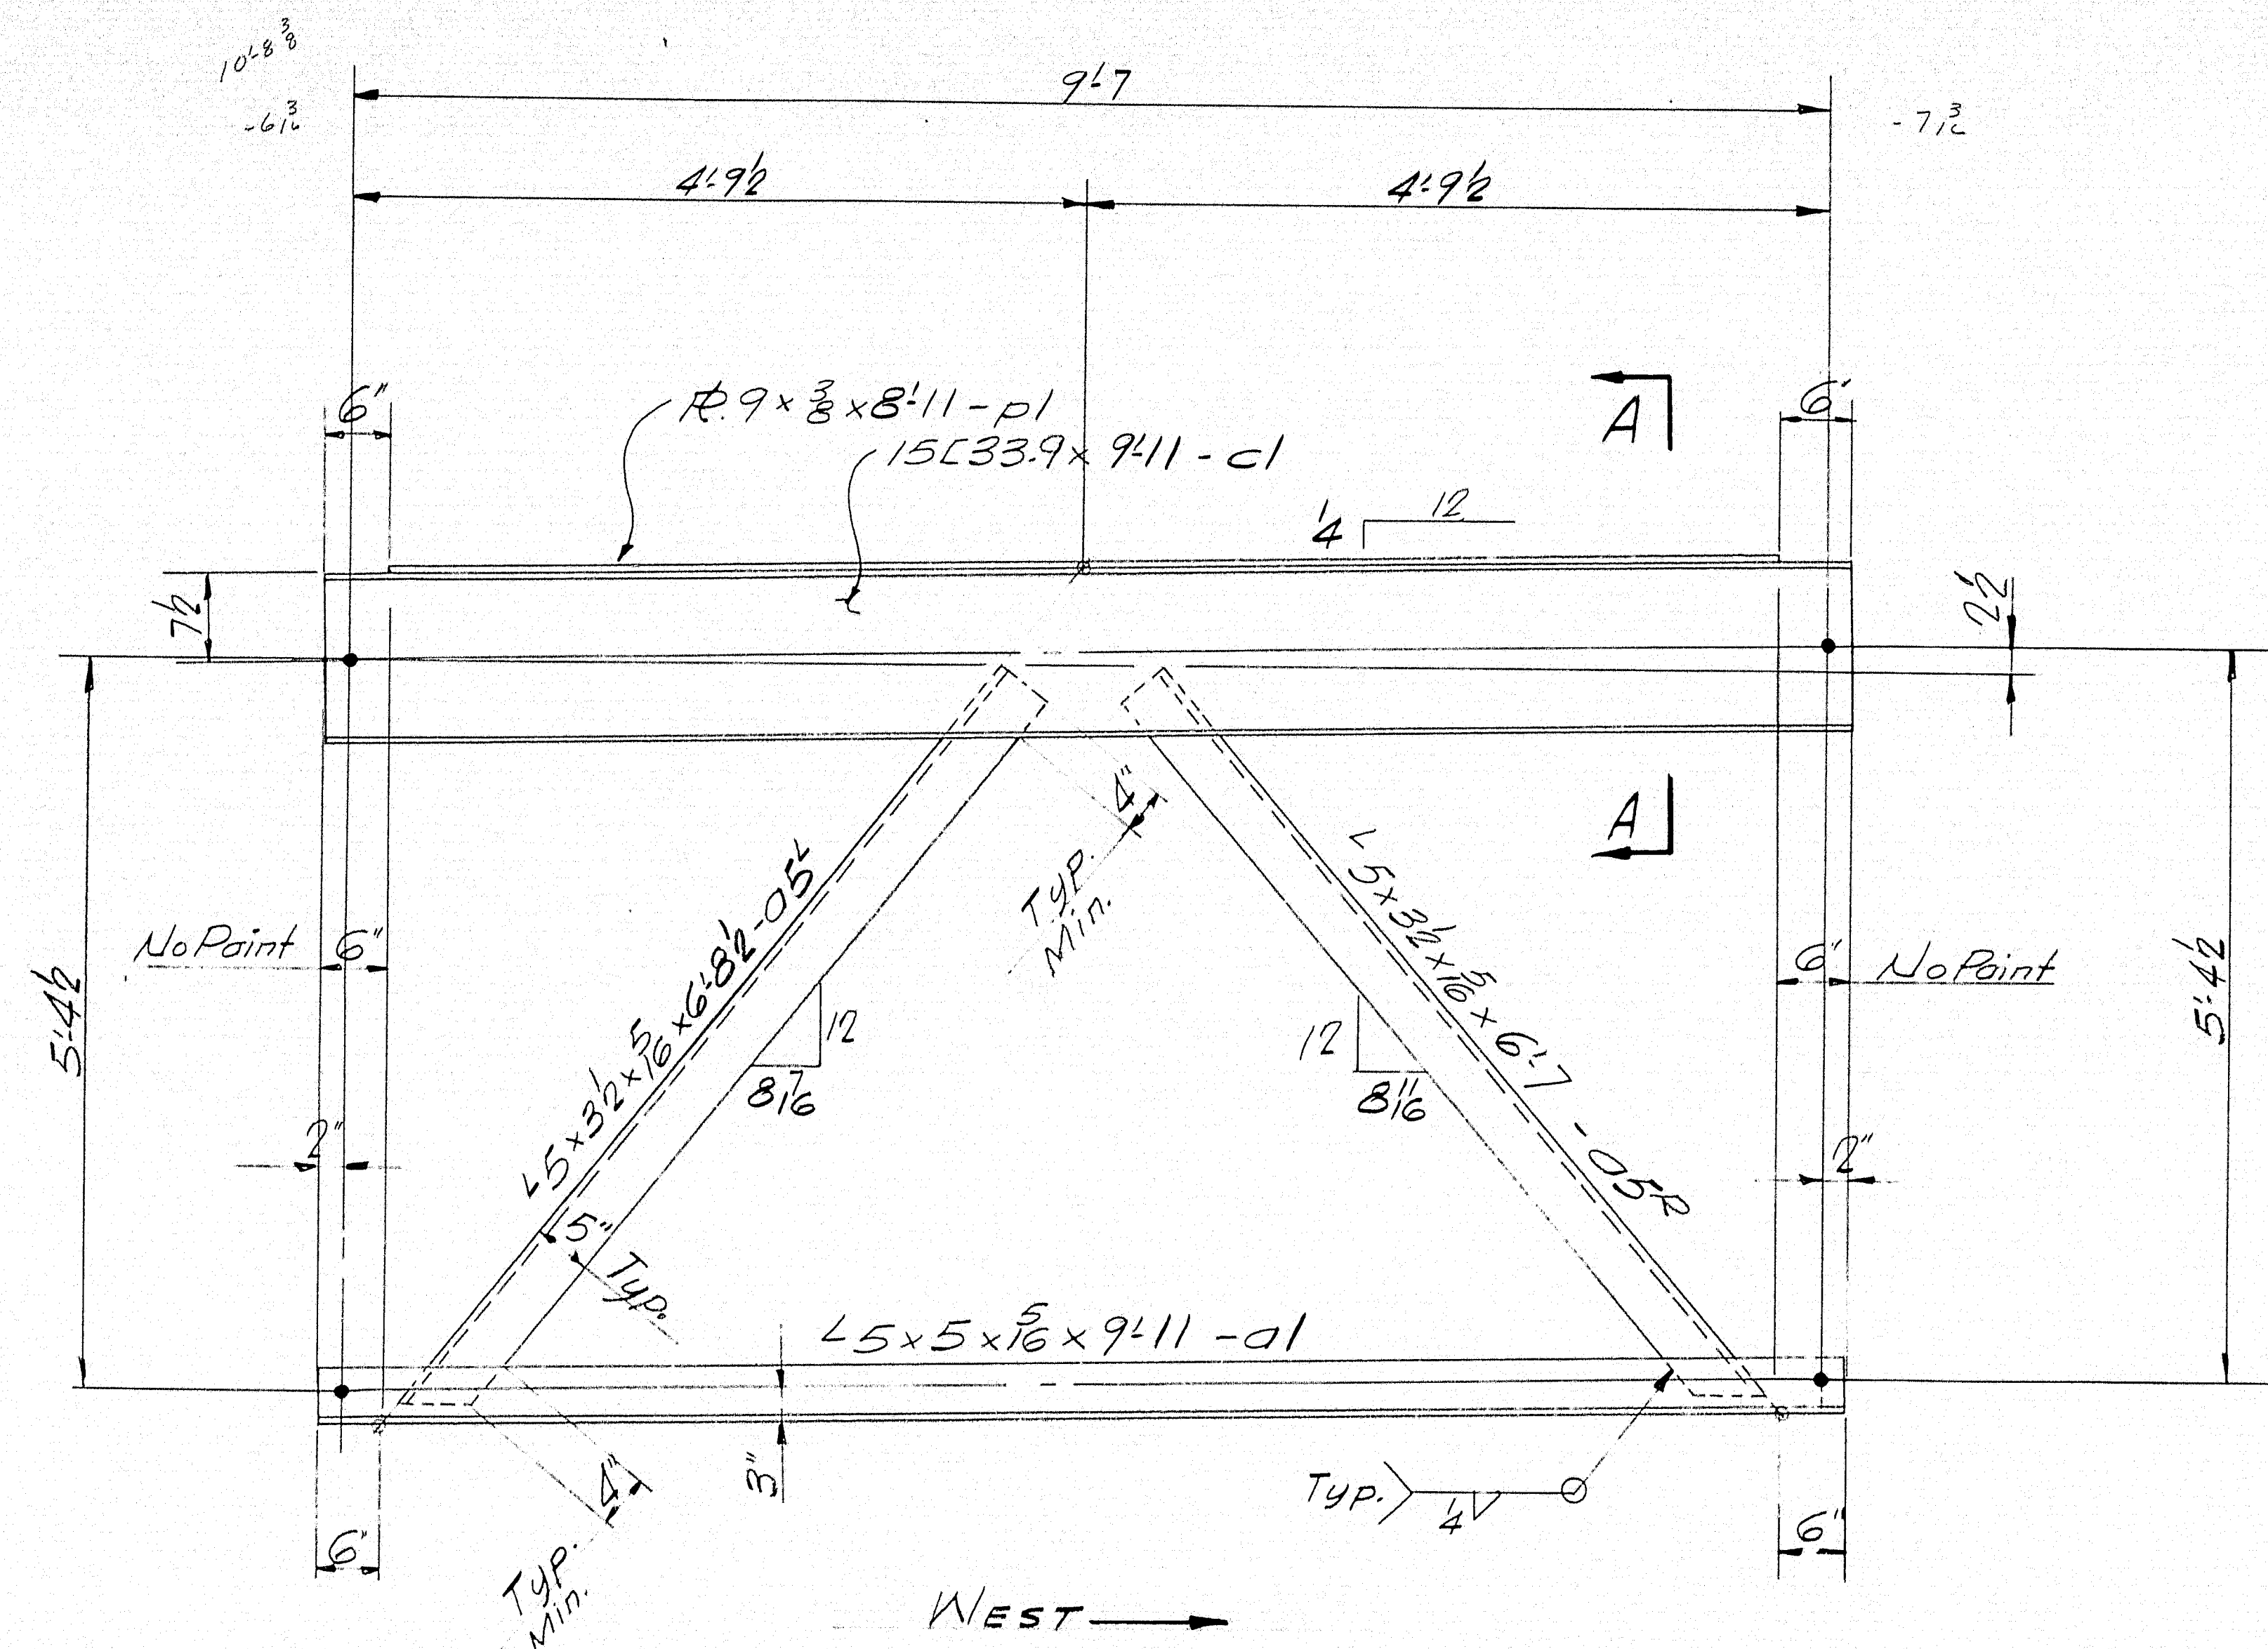 10'-8 3/8
-6 3/16
9'-7
-7 3/16
4'-9 1/2
4'-9 1/2
6"
PL. 9 x 3/8 x 8'-11 - p1
15[33.9 x 9'-11 - c1
A
6"
1/4
12
7 1/2
2 1/2
4"
Typ.
Min.
A
L5 x 3 1/2 x 5/16 x 6'-8 1/2 - a5L
L5 x 3 1/2 x 5/16 x 6'-7 - a5R
No Paint
6"
6"
No Paint
5'-4 1/2
5'-4 1/2
12
8 7/16
12
8 11/16
2"
2"
5"
Typ.
L5 x 5 x 5/16 x 9'-11 - a1
3"
4"
Typ.
Min.
Typ.
1/4
6"
6"
WEST